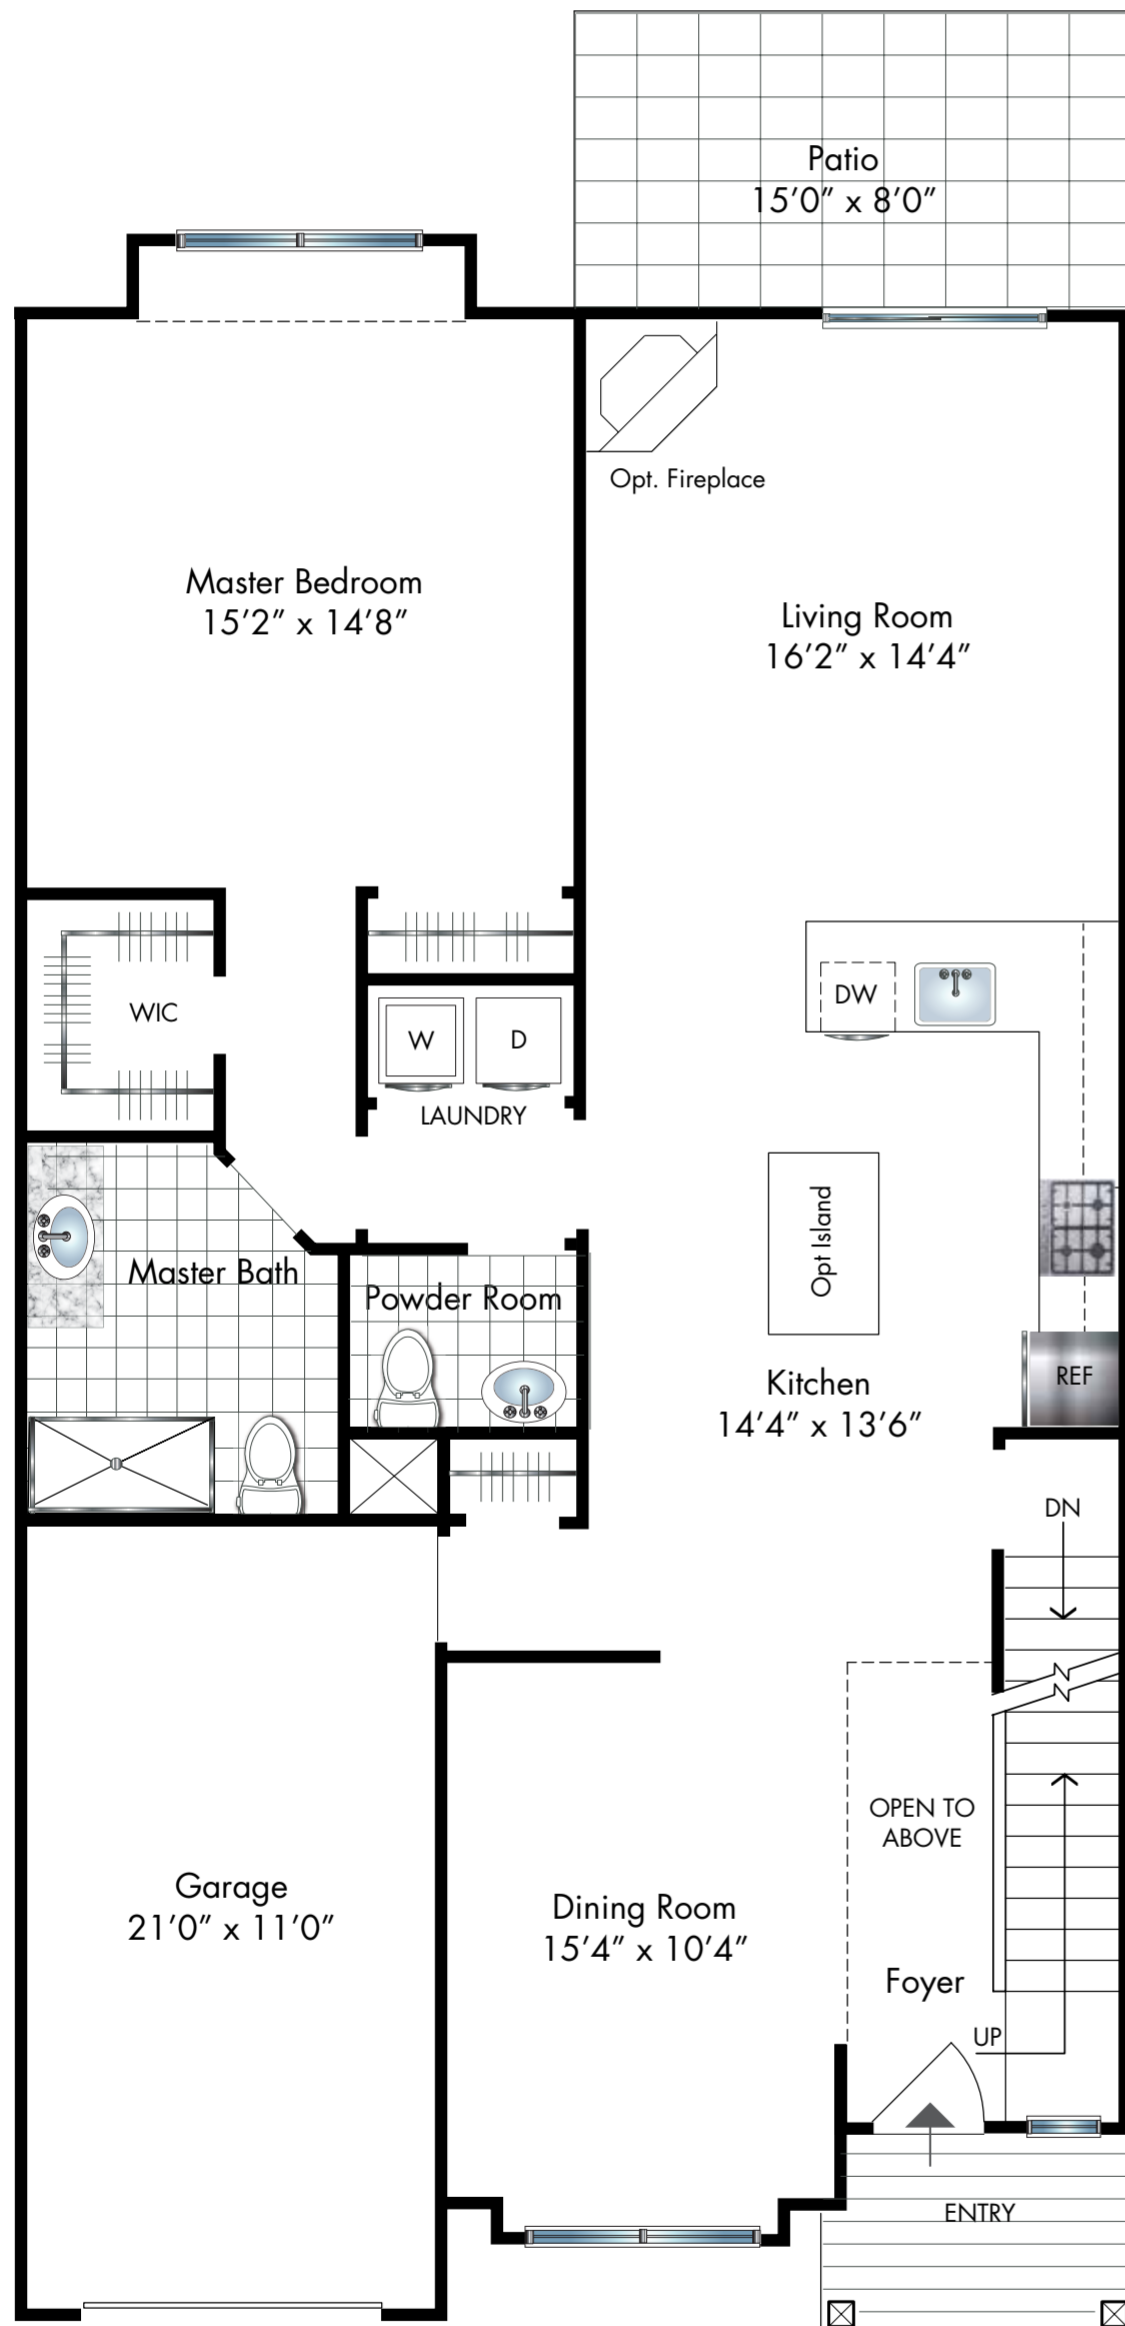 Patio
15’0” x 8’0”
Opt. Fireplace
Master Bedroom
15’2” x 14’8”
Living Room
16’2” x 14’4”
WIC
DW
W
D
LAUNDRY
Opt Island
Master Bath
Powder Room
REF
Kitchen
14’4” x 13’6”
DN
OPEN TO
ABOVE
Garage
21’0” x 11’0”
Dining Room
15’4” x 10’4”
Foyer
UP
ENTRY